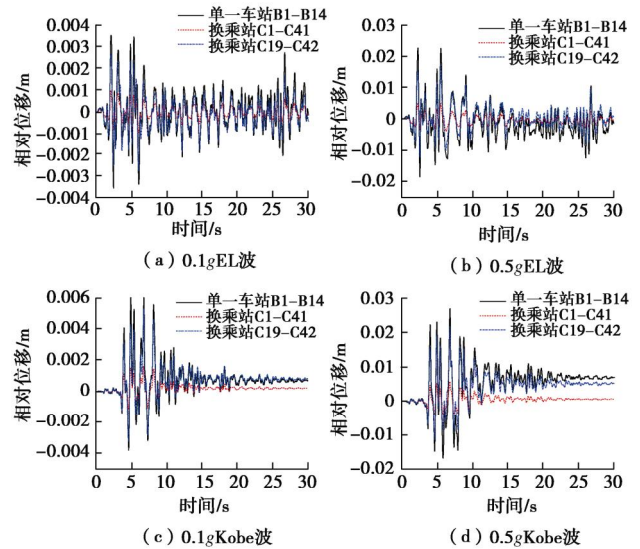 相对位移/m
0.004
0.003
0.002
0.001
0
−0.001
−0.002
−0.003
−0.004
单一车站B1−B14
换乘站C1−C41
换乘站C19−C42
0 5 10 15 20 25 30
时间/s
(a) 0.1gEL波
相对位移/m
0.03
0.02
0.01
0
−0.01
−0.02
单一车站B1−B14
换乘站C1−C41
换乘站C19−C42
0 5 10 15 20 25 30
时间/s
(b) 0.5gEL波
相对位移/m
0.006
0.004
0.002
0
−0.002
−0.004
单一车站B1−B14
换乘站C1−C41
换乘站C19−C42
0 5 10 15 20 25 30
时间/s
(c) 0.1gKobe波
相对位移/m
0.03
0.02
0.01
0
−0.01
−0.02
单一车站B1−B14
换乘站C1−C41
换乘站C19−C42
0 5 10 15 20 25 30
时间/s
(d) 0.5gKobe波